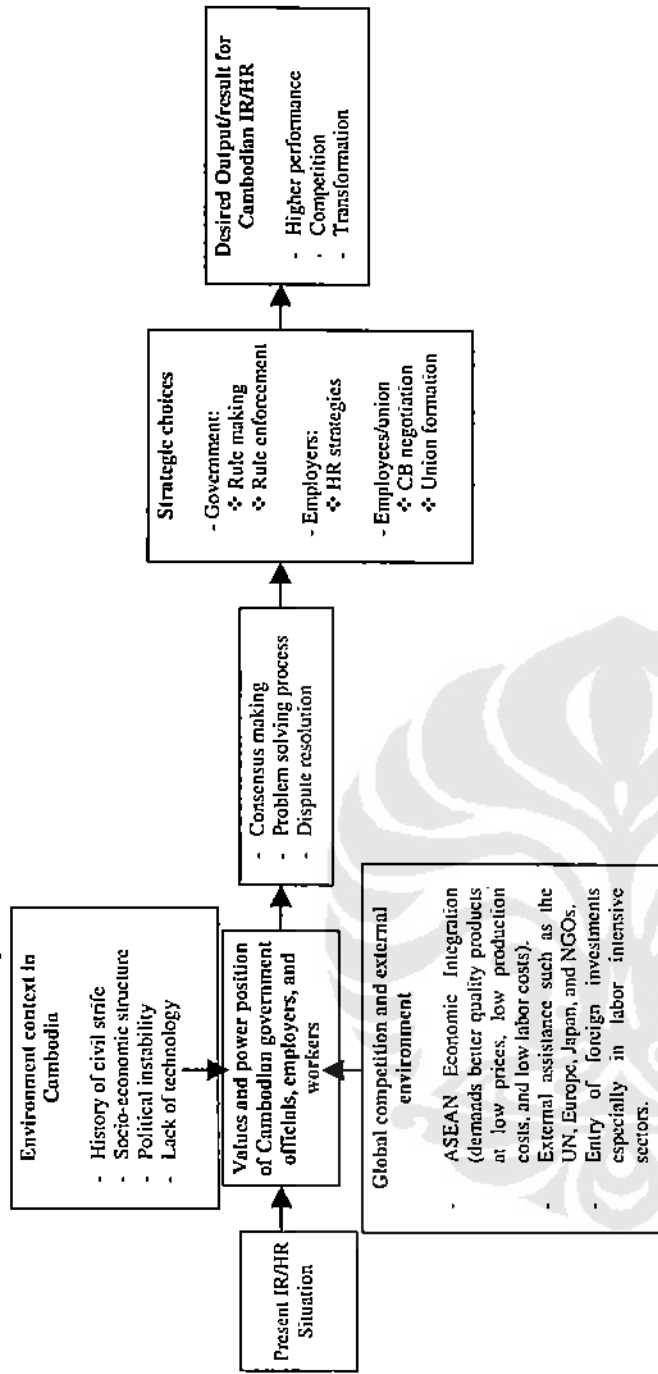 Environment context in
Cambodia
- History of civil strife
- Socio-economic structure
- Political instability
- Lack of technology
Present IR/HR
Situation
Values and power position
of Cambodian government
officials, employers, and
workers
Global competition and external
environment
- ASEAN Economic Integration
(demands better quality products
at low prices, low production
costs, and low labor costs).
- External assistance such as the
UN, Europe, Japan, and NGOs,
- Entry of foreign investments
especially in labor intensive
sectors.
- Consensus making
- Problem solving process
- Dispute resolution
Strategic choices
- Government:
❖ Rule making
❖ Rule enforcement
- Employers:
❖ HR strategies
- Employees/union
❖ CB negotiation
❖ Union formation
Desired Output/result for
Cambodian IR/HR
- Higher performance
- Competition
- Transformation